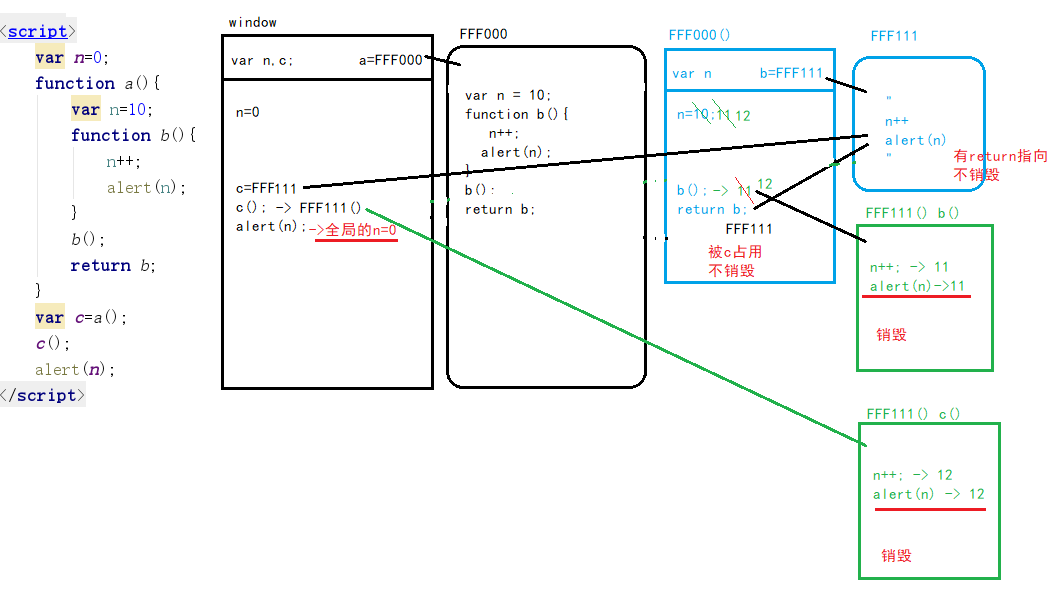 <script>
var n=0;
function a(){
var n=10;
function b(){
n++;
alert(n);
}
b();
return b;
}
var c=a();
c();
alert(n);
</script>
window
var n,c; a=FFF000
n=0
c=FFF111
c(); -> FFF111()
alert(n);->全局的n=0
FFF000
var n = 10;
function b(){
n++;
alert(n);
}
b();
return b;
FFF000()
var n b=FFF111
n=10;11 12
b(); -> 11 12
return b;
FFF111
被c占用
不销毁
FFF111
"
n++
alert(n)
"
有return指向
不销毁
FFF111() b()
n++; -> 11
alert(n)->11
销毁
FFF111() c()
n++; -> 12
alert(n) -> 12
销毁